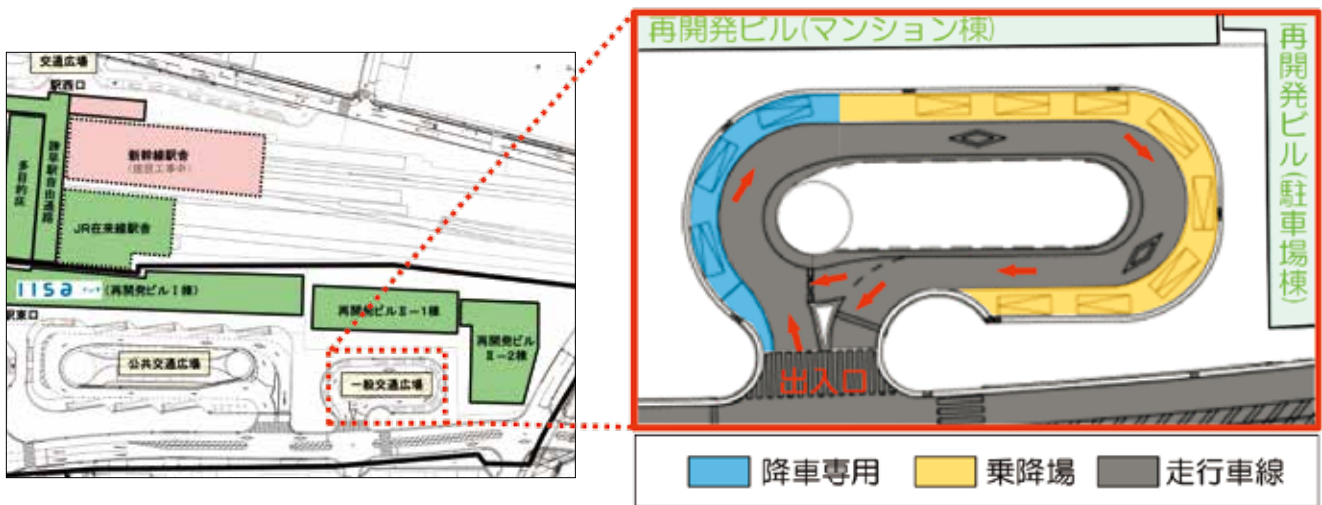 交通広場
駅西口
新幹線駅舎
(建設工事中)
多目的床
諫早駅自由通路
JR在来線駅舎
iisa
(再開発ビルⅠ棟)
駅東口
再開発ビルⅡー1棟
再開発ビル
Ⅱー2棟
公共交通広場
一般交通広場
再開発ビル(マンション棟)
再開発ビル(駐車場棟)
出入口
降車専用
乗降場
走行車線